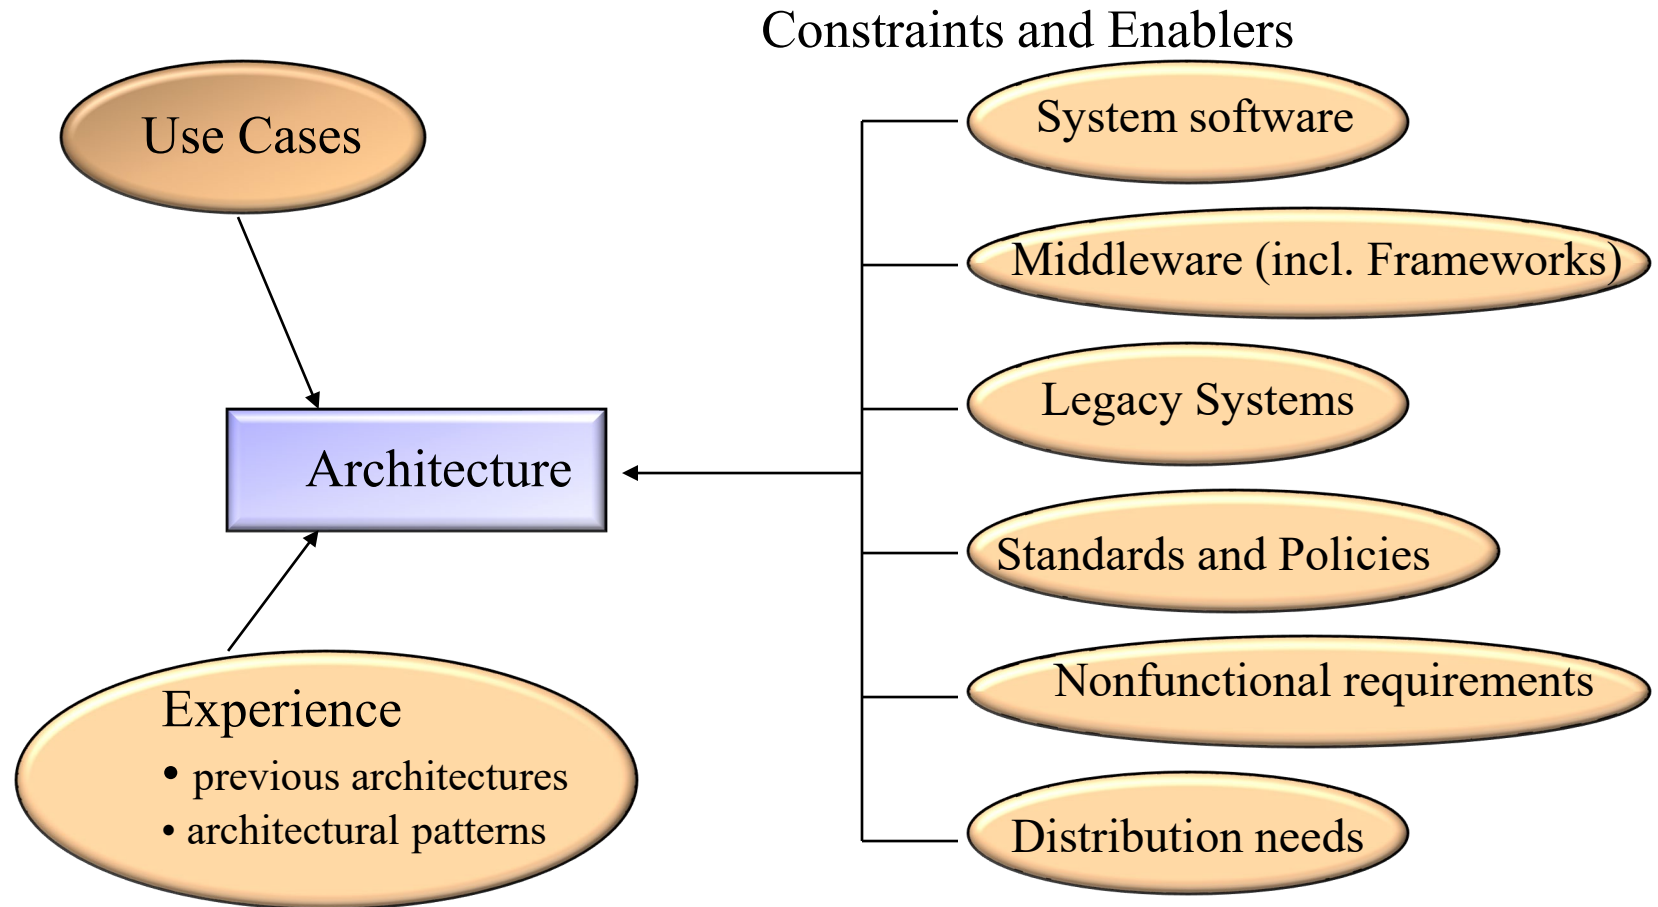 Constraints and Enablers
Use Cases
System software
Middleware (incl. Frameworks)
Legacy Systems
Architecture
Standards and Policies
Nonfunctional requirements
Experience
• previous architectures
• architectural patterns
Distribution needs